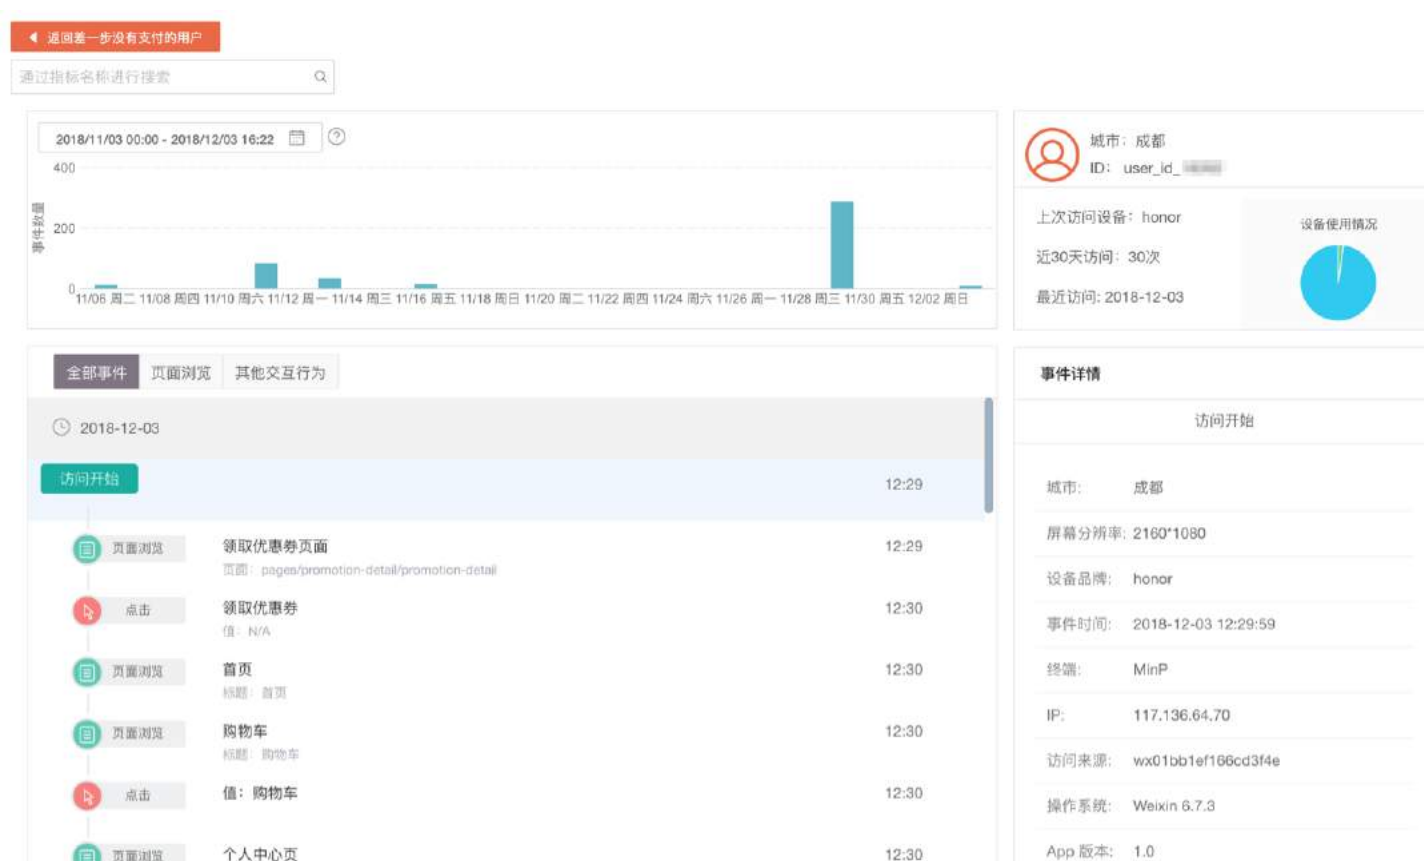 返回差一步没有支付的用户
通过指标名称进行搜索
2018/11/03 00:00 - 2018/12/03 16:22
400
事件数量
200
0
11/06 周二 11/08 周四 11/10 周六 11/12 周一 11/14 周三 11/16 周五 11/18 周日 11/20 周二 11/22 周四 11/24 周六 11/26 周一 11/28 周三 11/30 周五 12/02 周日
城市：成都
ID： user_id_
上次访问设备：honor
设备使用情况
近30天访问：30次
最近访问: 2018-12-03
全部事件 页面浏览 其他交互行为
2018-12-03
访问开始 12:29
页面浏览 领取优惠券页面 12:29
页面：pages/promotion-detail/promotion-detail
点击 领取优惠券 12:30
值：N/A
页面浏览 首页 12:30
标题：首页
页面浏览 购物车 12:30
标题：购物车
点击 值：购物车 12:30
页面浏览 个人中心页 12:30
事件详情
访问开始
城市: 成都
屏幕分辨率: 2160*1080
设备品牌: honor
事件时间: 2018-12-03 12:29:59
终端: MinP
IP: 117.136.64.70
访问来源: wx01bb1ef166cd3f4e
操作系统: Weixin 6.7.3
App 版本: 1.0